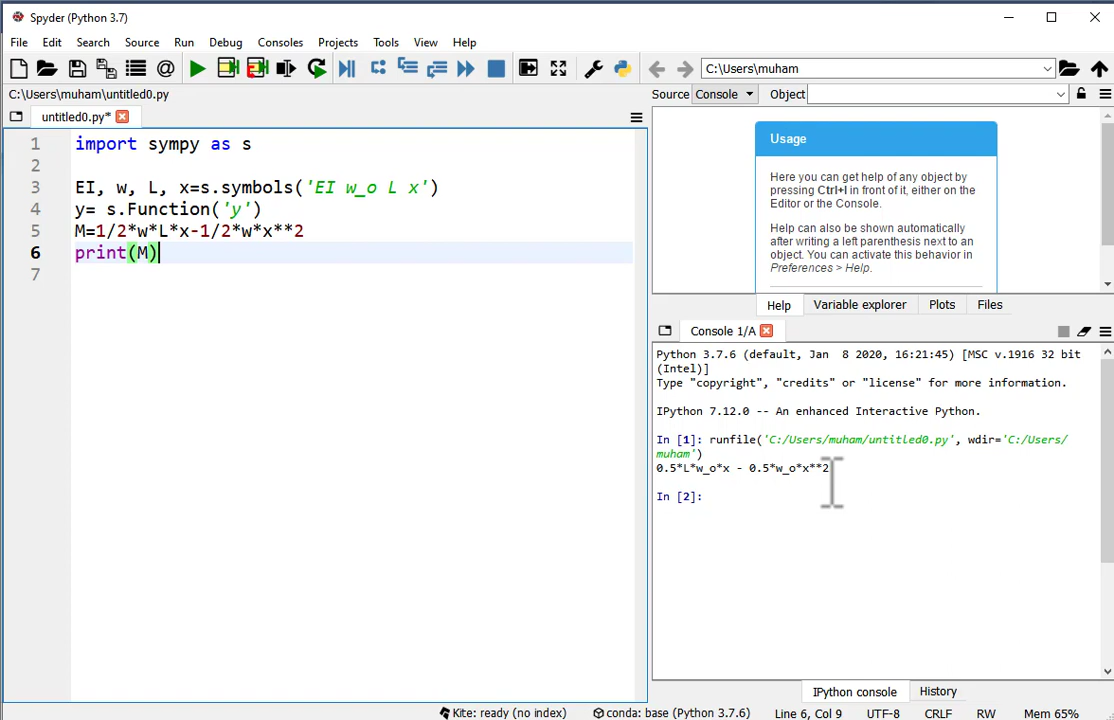 Spyder (Python 3.7)
File Edit Search Source Run Debug Consoles Projects Tools View Help
C:\Users\muham
C:\Users\muham\untitled0.py
Source Console Object
untitled0.py*
1 import sympy as s
2
3 EI, w, L, x=s.symbols('EI w_o L x')
4 y= s.Function('y')
5 M=1/2*w*L*x-1/2*w*x**2
6 print(M)
7
Usage
Here you can get help of any object by
pressing Ctrl+I in front of it, either on the
Editor or the Console.
Help can also be shown automatically
after writing a left parenthesis next to an
object. You can activate this behavior in
Preferences > Help.
Help Variable explorer Plots Files
Console 1/A
Python 3.7.6 (default, Jan  8 2020, 16:21:45) [MSC v.1916 32 bit
(Intel)]
Type "copyright", "credits" or "license" for more information.
IPython 7.12.0 -- An enhanced Interactive Python.
In [1]: runfile('C:/Users/muham/untitled0.py', wdir='C:/Users/
muham')
0.5*L*w_o*x - 0.5*w_o*x**2
In [2]:
IPython console History
Kite: ready (no index) conda: base (Python 3.7.6) Line 6, Col 9 UTF-8 CRLF RW Mem 65%